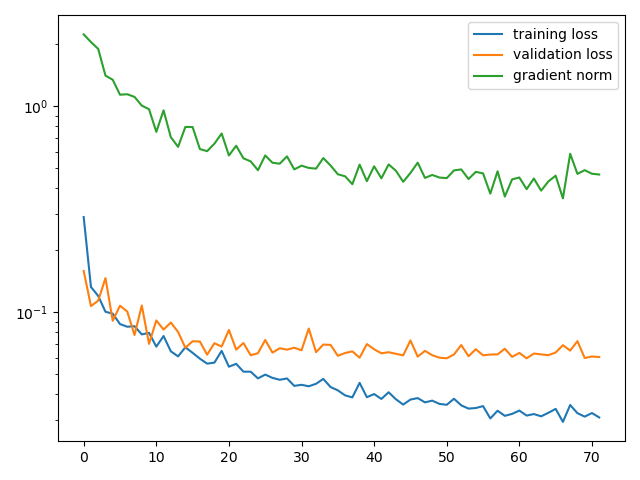 training loss
validation loss
gradient norm
10⁰
10⁻¹
0 10 20 30 40 50 60 70